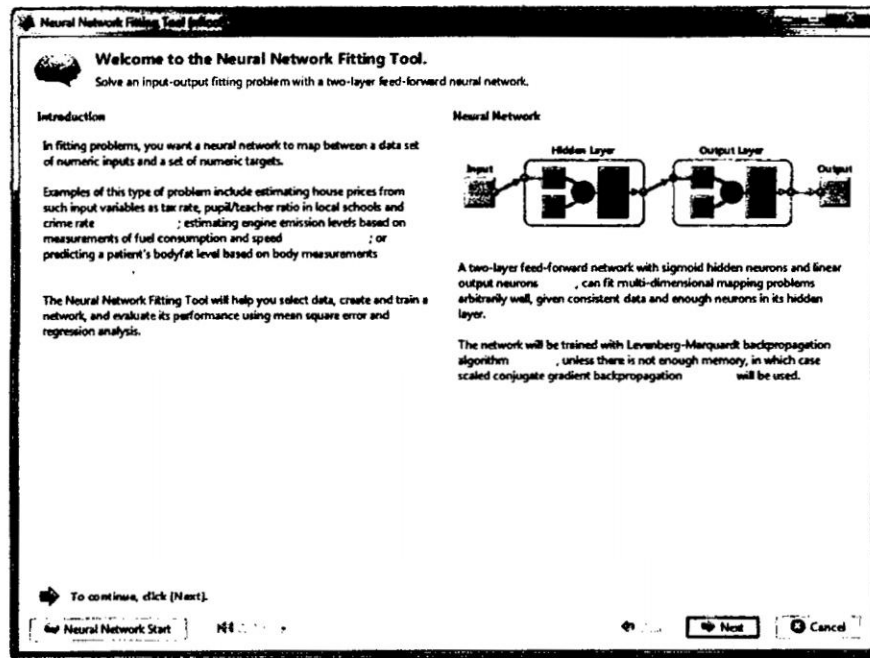 Neural Network Fitting Tool (nftool)
Welcome to the Neural Network Fitting Tool.
Solve an input-output fitting problem with a two-layer feed-forward neural network.
Introduction
In fitting problems, you want a neural network to map between a data set
of numeric inputs and a set of numeric targets.
Examples of this type of problem include estimating house prices from
such input variables as tax rate, pupil/teacher ratio in local schools and
crime rate ; estimating engine emission levels based on
measurements of fuel consumption and speed ; or
predicting a patient's bodyfat level based on body measurements
.
The Neural Network Fitting Tool will help you select data, create and train a
network, and evaluate its performance using mean square error and
regression analysis.
Neural Network
Hidden Layer Output Layer
Input Output
A two-layer feed-forward network with sigmoid hidden neurons and linear
output neurons , can fit multi-dimensional mapping problems
arbitrarily well, given consistent data and enough neurons in its hidden
layer.
The network will be trained with Levenberg-Marquardt backpropagation
algorithm , unless there is not enough memory, in which case
scaled conjugate gradient backpropagation will be used.
To continue, click [Next].
Neural Network Start Next Cancel